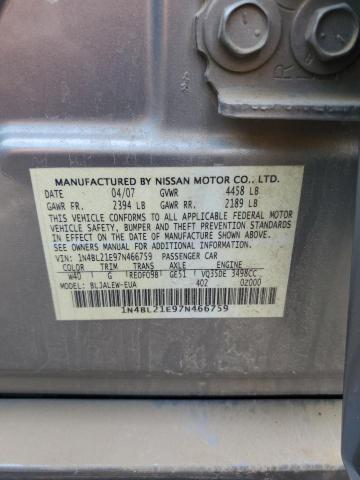 R
MANUFACTURED BY NISSAN MOTOR CO., LTD.
DATE 04/07 GVWR 4458 LB
GAWR FR. 2394 LB GAWR RR. 2189 LB
THIS VEHICLE CONFORMS TO ALL APPLICABLE FEDERAL MOTOR
VEHICLE SAFETY, BUMPER AND THEFT PREVENTION STANDARDS
IN EFFECT ON THE DATE OF MANUFACTURE SHOWN ABOVE.
SEE OWNERS MANUAL FOR ADDITIONAL INFORMATION.
VIN: 1N4BL21E97N466759 PASSENGER CAR
COLOR TRIM TRANS AXLE ENGINE
W40 G RE0F09B GE51 VQ35DE 3498CC
MODEL: BLJALEW-EUA 402 02000
1N4BL21E97N466759